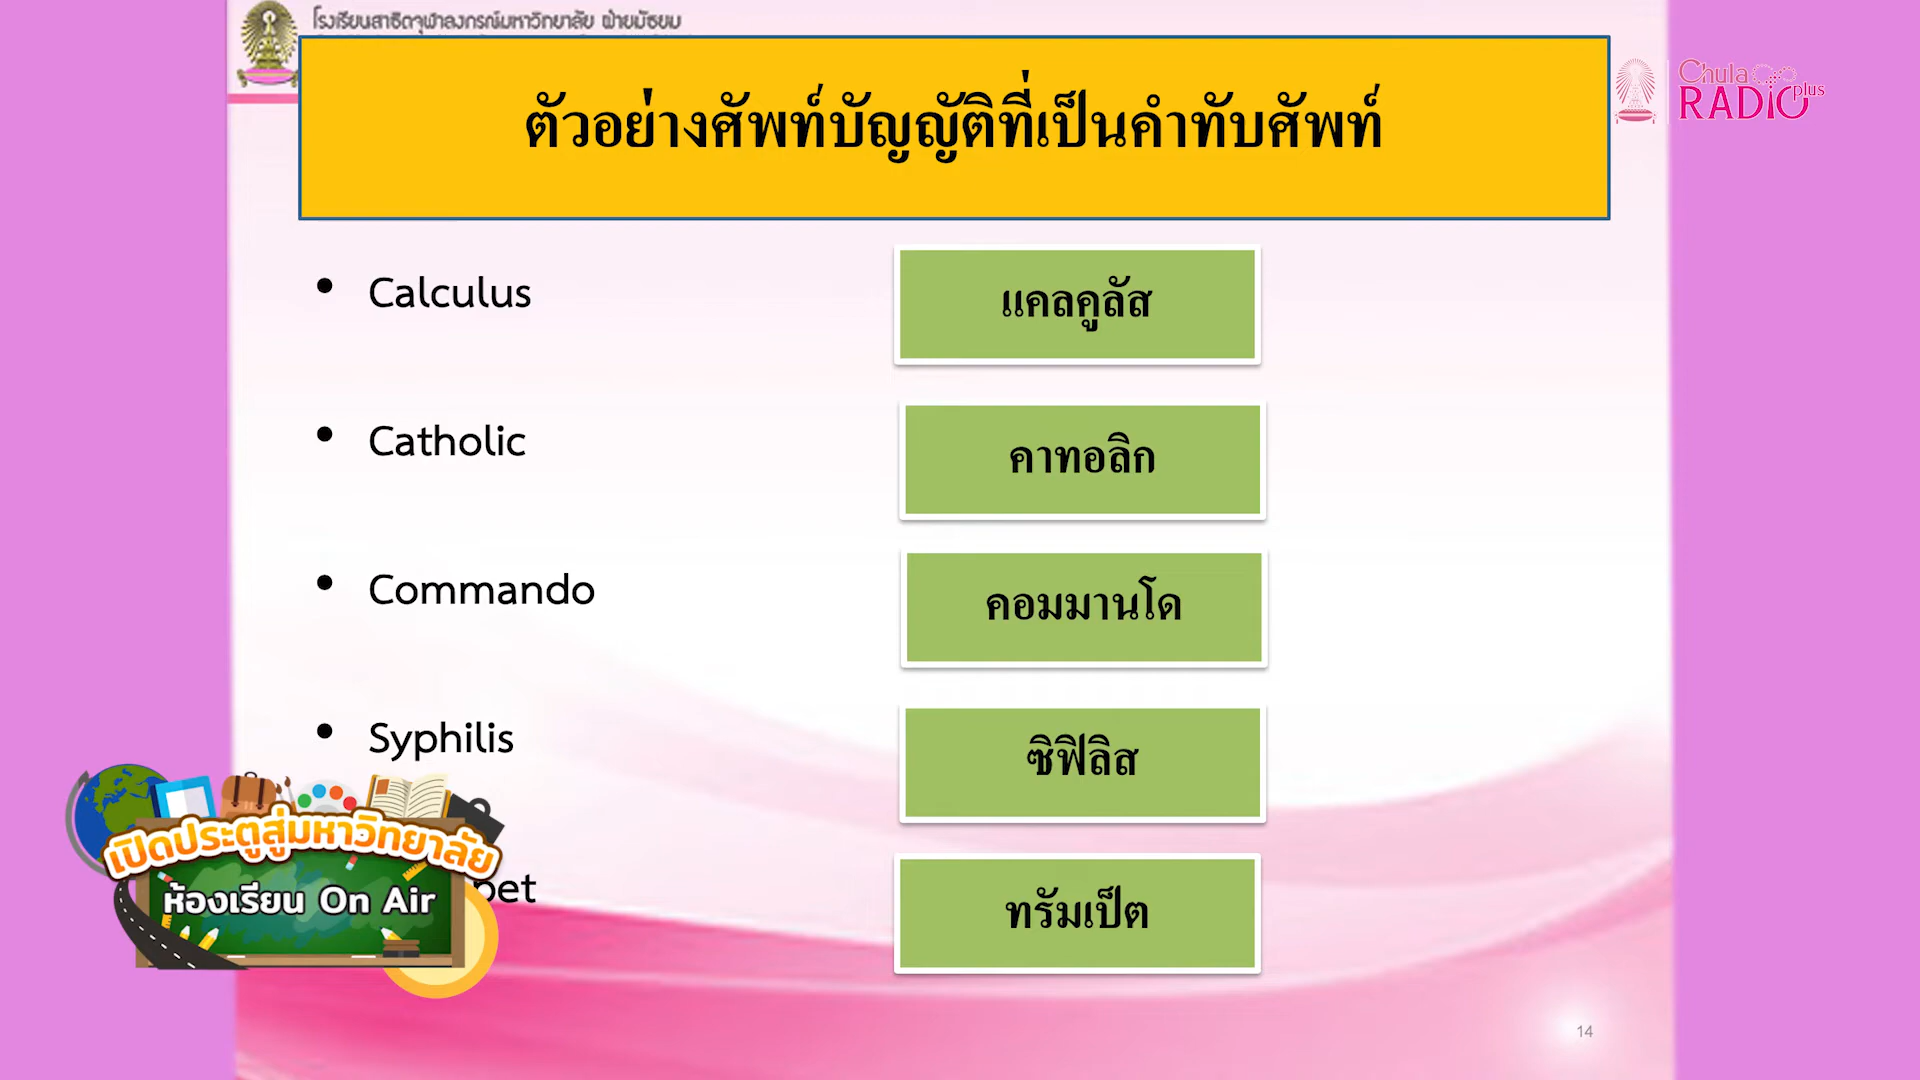 โรงเรียนสาธิตจุฬาลงกรณ์มหาวิทยาลัย ฝ่ายมัธยม
ตัวอย่างศัพท์บัญญัติที่เป็นคำทับศัพท์
Chula
RADIO plus
• Calculus
แคลคูลัส
• Catholic
คาทอลิก
• Commando
คอมมานโด
• Syphilis
ซิฟิลิส
pet
ทรัมเป็ต
เปิดประตูสู่มหาวิทยาลัย
ห้องเรียน On Air
14